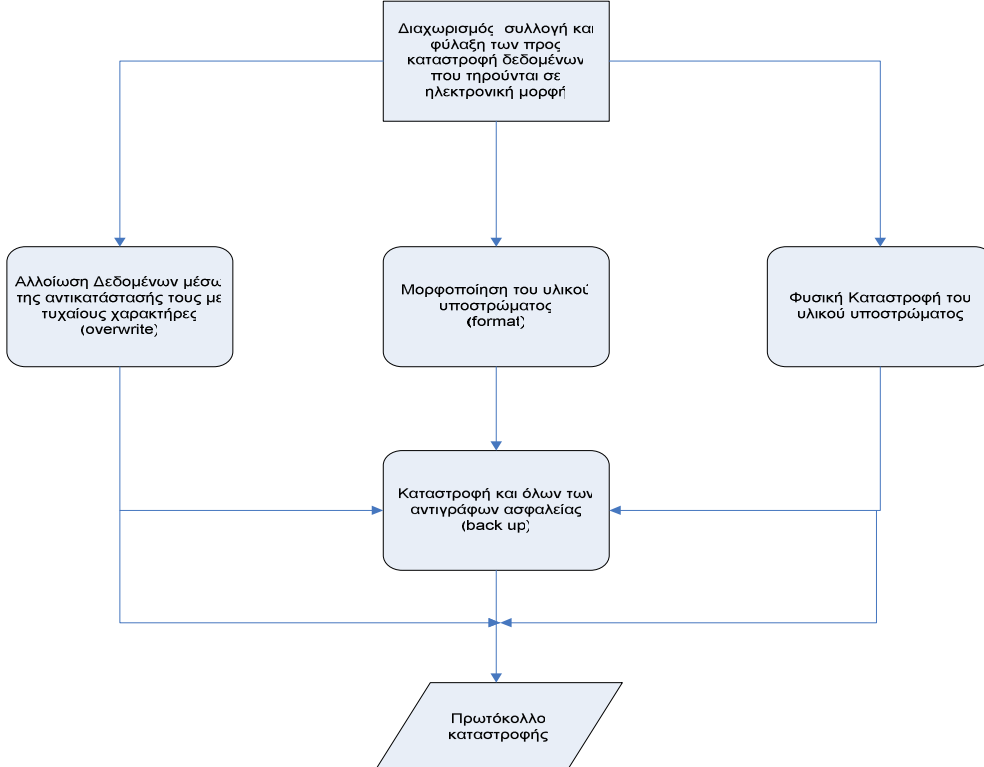 Διαχωρισμός συλλογή και
φύλαξη των προς
καταστροφή δεδομένων
που τηρούνται σε
ηλεκτρονική μορφή
Αλλοίωση Δεδομένων μέσω
της αντικατάστασής τους με
τυχαίους χαρακτήρες
(overwrite)
Μορφοποίηση του υλικού
υποστρώματος
(format)
Φυσική Καταστροφή του
υλικού υποστρώματος
Καταστροφή και όλων των
αντιγράφων ασφαλείας
(back up)
Πρωτόκολλο
καταστροφής